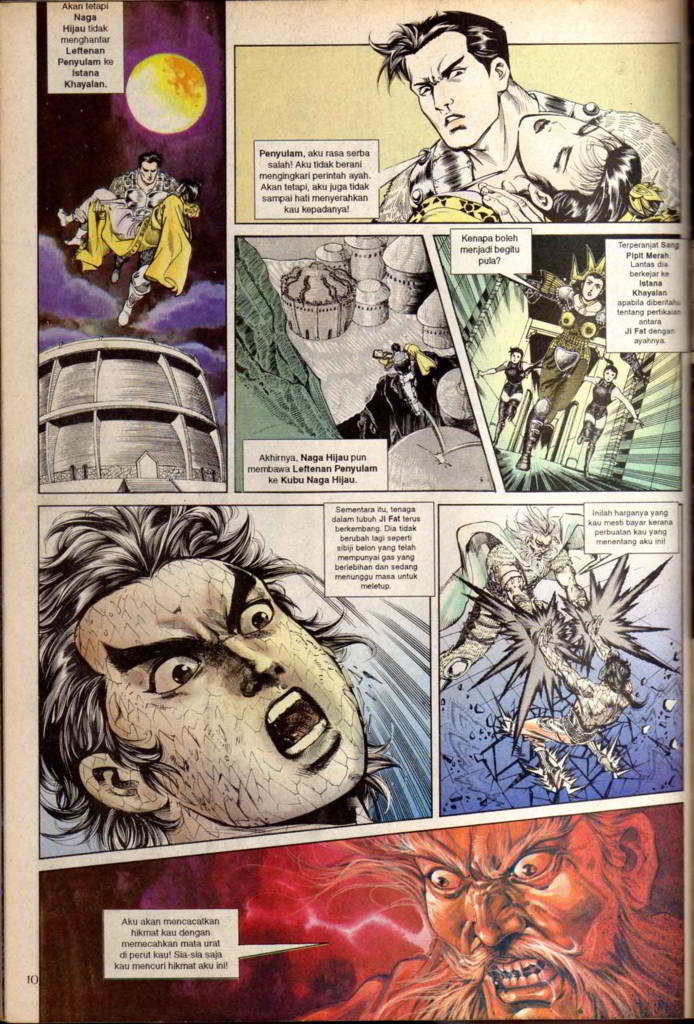 Akan tetapi
Naga
Hijau tidak
menghantar
Leftenan
Penyulam ke
Istana
Khayalan.
Penyulam, aku rasa serba
salah! Aku tidak berani
mengingkari perintah ayah.
Akan tetapi, aku juga tidak
sampai hati menyerahkan
kau kepadanya!
Akhirnya, Naga Hijau pun
membawa Leftenan Penyulam
ke Kubu Naga Hijau.
Kenapa boleh
menjadi begitu
pula?
Terperanjat Sang
Pipit Merah.
Lantas dia
berkejar ke
Istana
Khayalan
apabila diberitahu
tentang pertikaian
antara
Ji Fat dengan
ayahnya.
Sementara itu, tenaga
dalam tubuh Ji Fat terus
berkembang. Dia tidak
berubah lagi seperti
sibiji belon yang telah
mempunyai gas yang
berlebihan dan sedang
menunggu masa untuk
meletup.
Inilah harganya yang
kau mesti bayar kerana
perbuatan kau yang
menentang aku ini!
Aku akan mencacatkan
hikmat kau dengan
memecahkan mata urat
di perut kau! Sia-sia saja
kau mencuri hikmat aku ini!
10